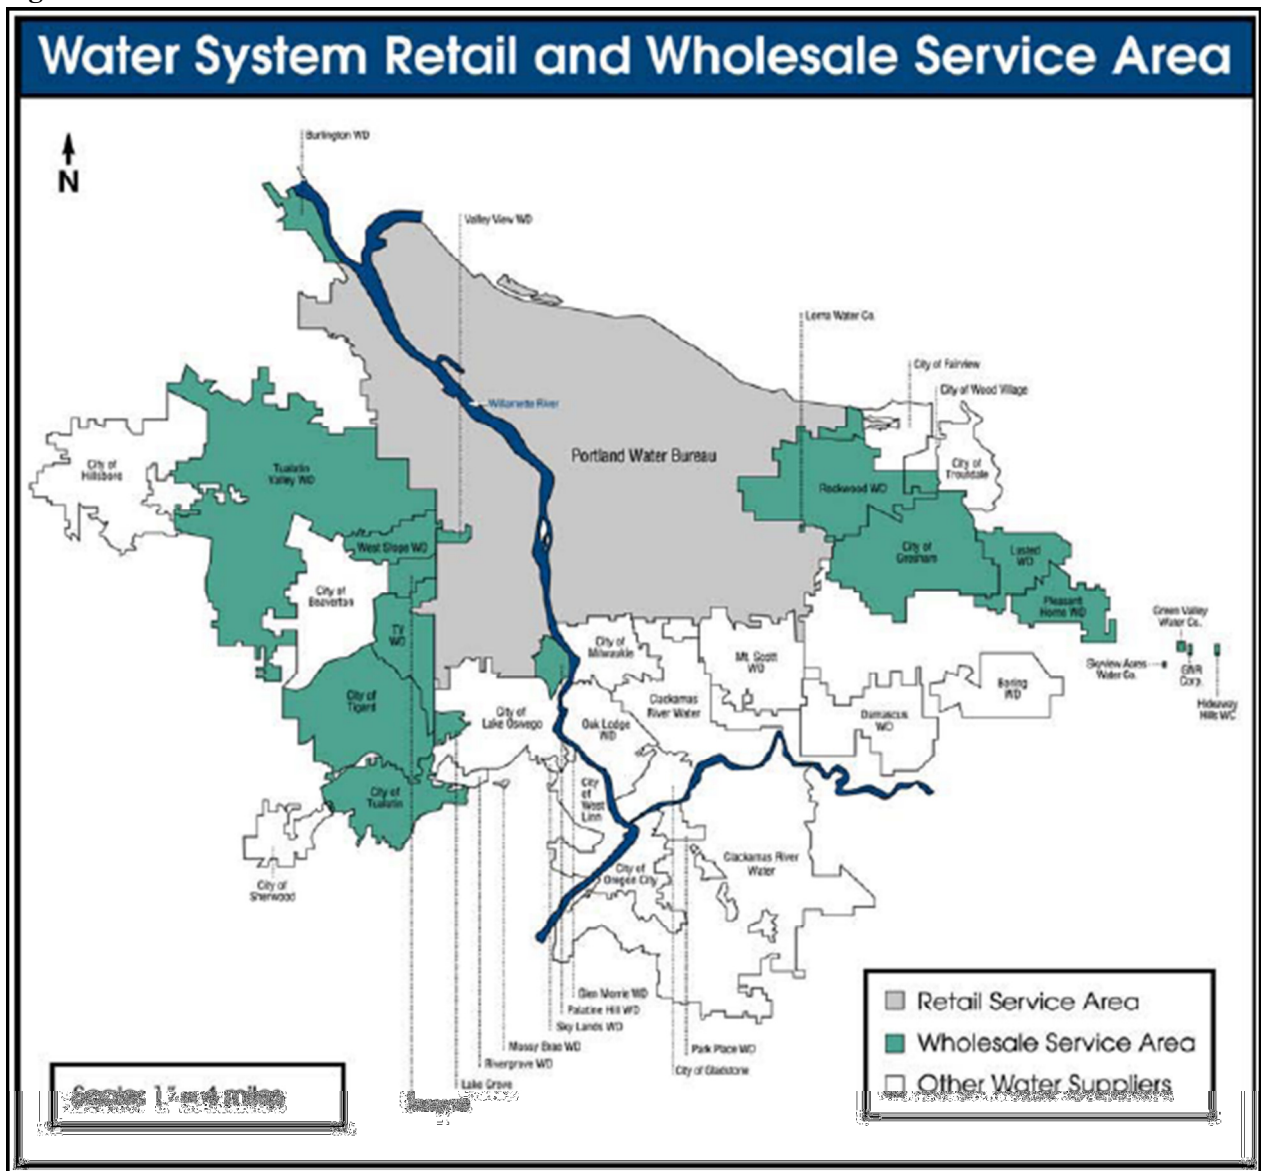 Water System Retail and Wholesale Service Area
Burlington WD
N
Valley View WD
Lorna Water Co.
City of Fairview
City of Wood Village
Willamette River
Portland Water Bureau
City of
Hillsboro
Tualatin
Valley WD
City of
Troutdale
Rockwood WD
West Slope WD
City of
Gresham
Lusted
WD
City of
Beaverton
Pleasant
Home WD
Green Valley
Water Co.
TV
WD
City of
Milwaukie
Mt. Scott
WD
Skyview Acres
Water Co.
GNR
Corp.
Hideaway
Hills WC
City of
Tigard
Clackamas
River Water
Boring
WD
City of
Lake Oswego
Oak Lodge
WD
Damascus
WD
City of
Tualatin
City
of
West
Linn
City of
Sherwood
City of
Oregon City
Clackamas River
Water
Glen Morrie WD
Palatine Hill WD
Sky Lands WD
Mossy Brae WD
Rivergrove WD
Lake Grove
Park Place WD
City of Gladstone
Retail Service Area
Wholesale Service Area
Other Water Suppliers